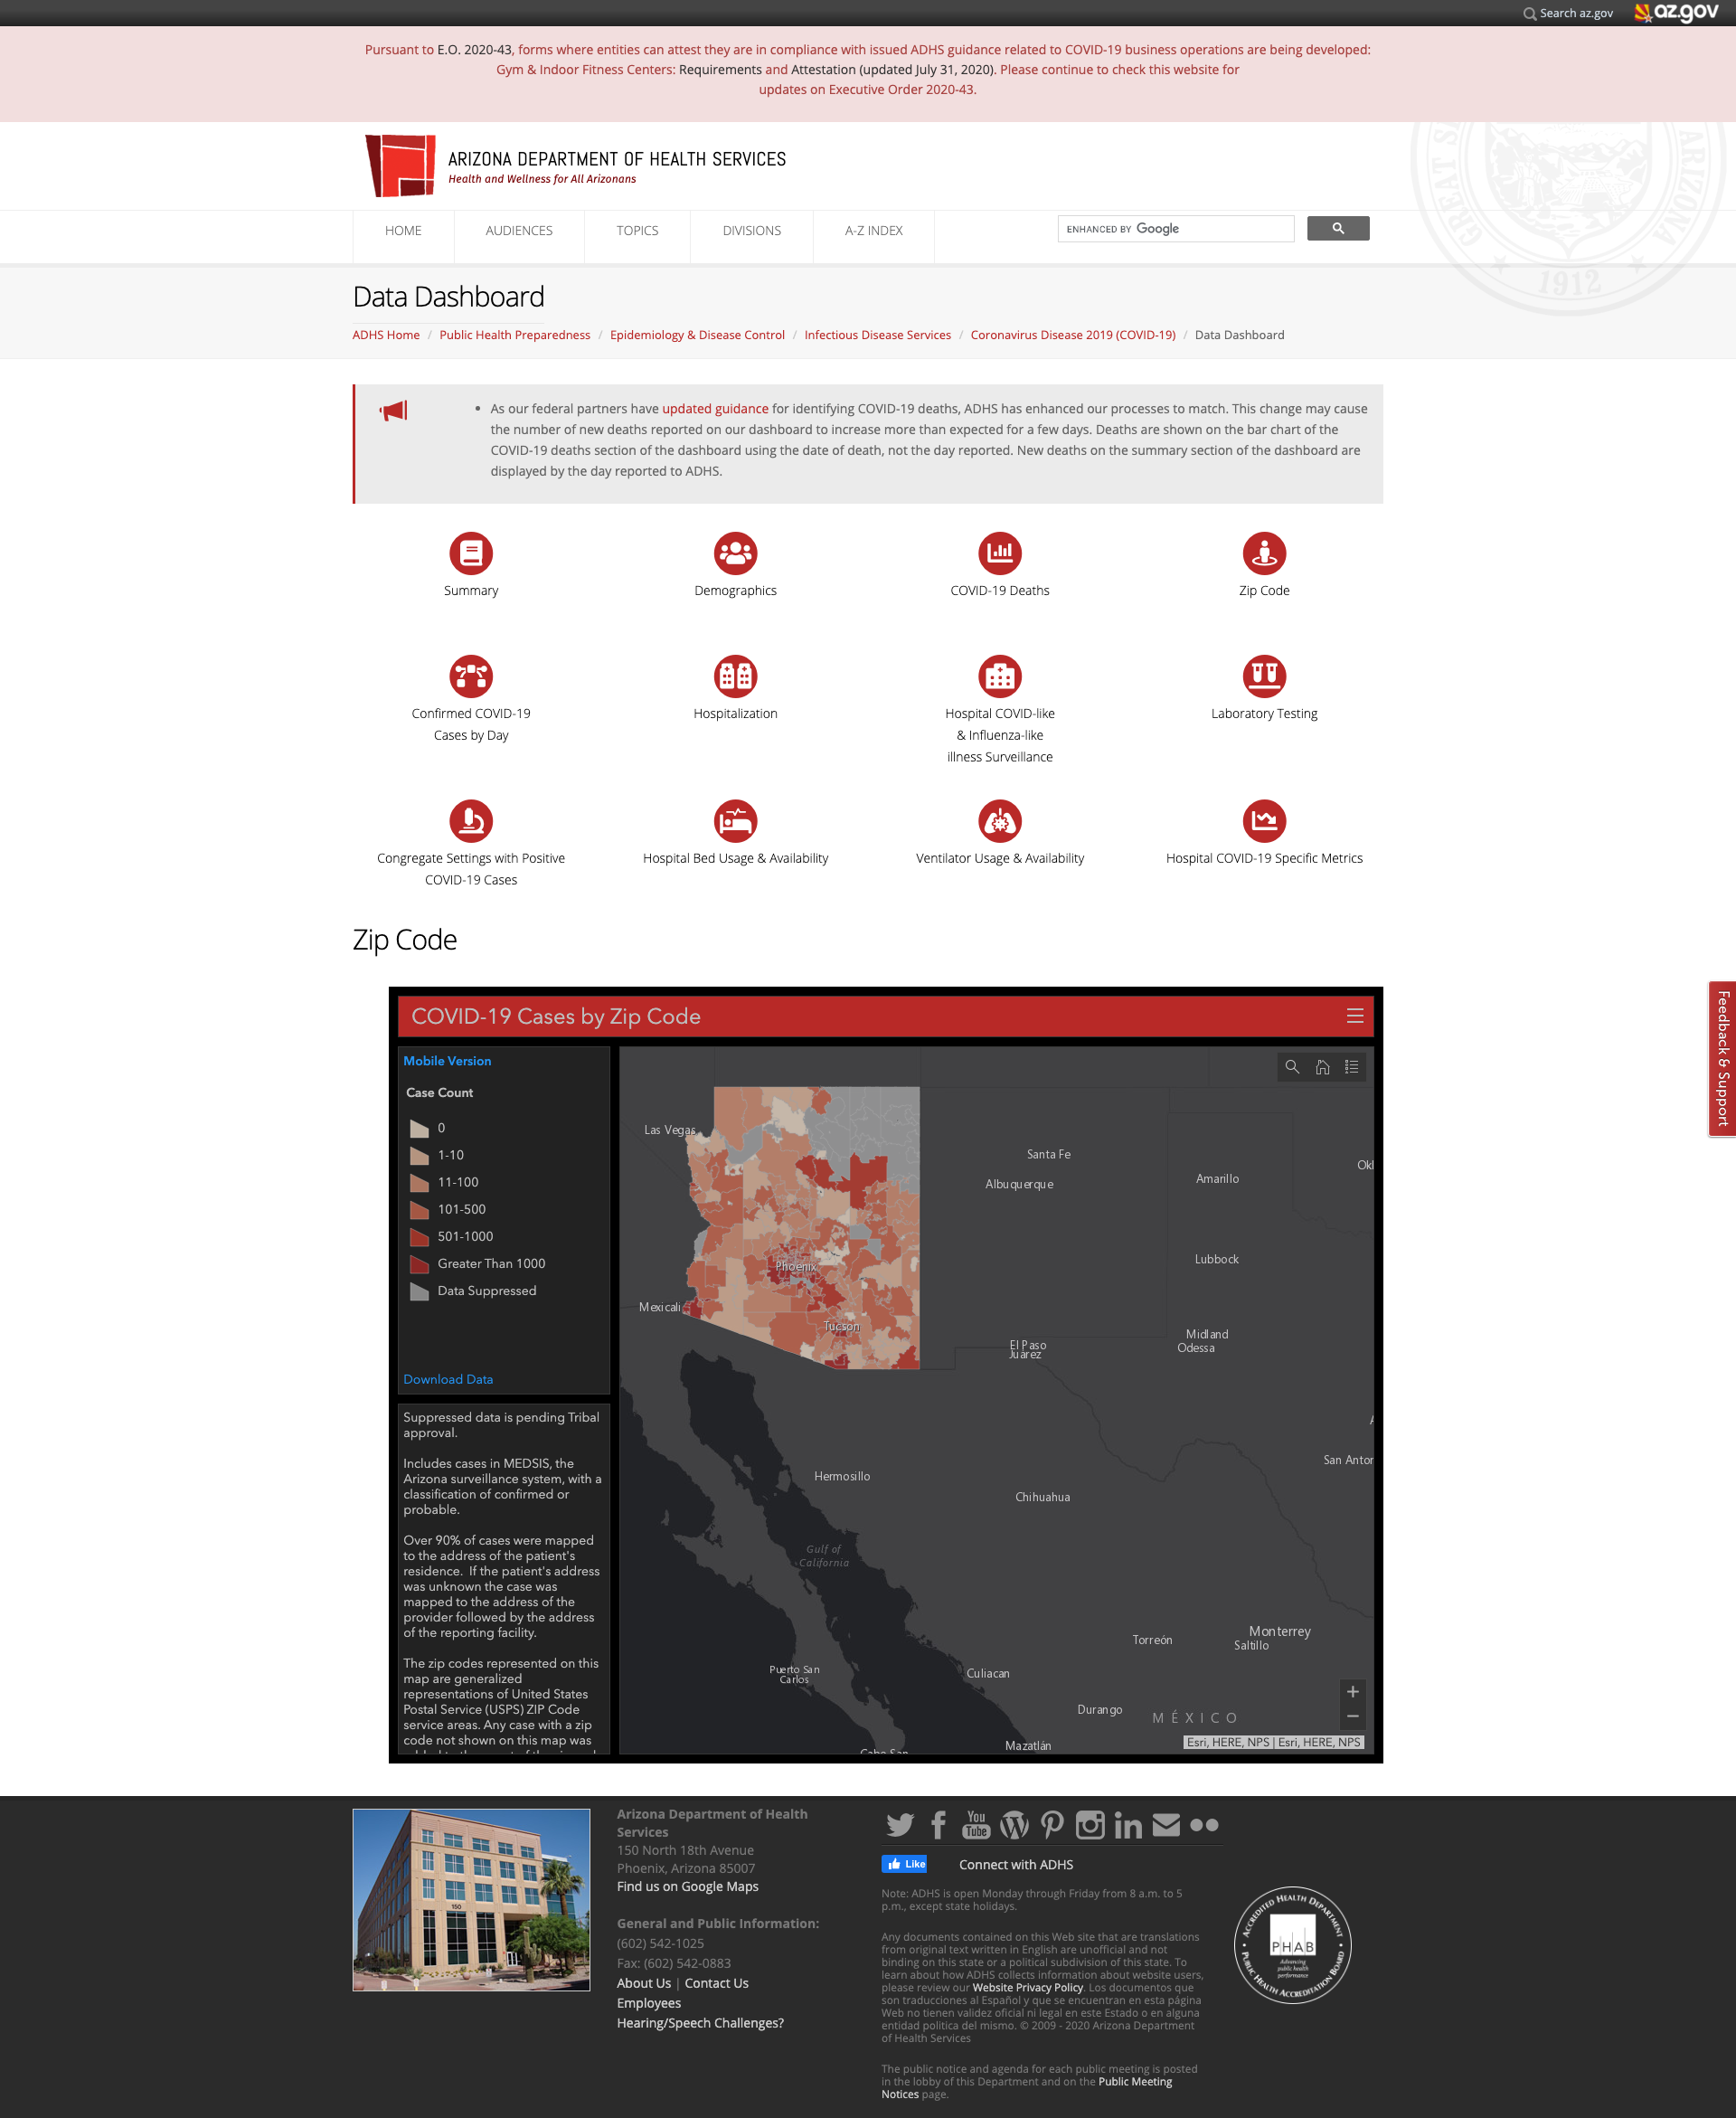 Search az.gov
az.gov
Pursuant to E.O. 2020-43, forms where entities can attest they are in compliance with issued ADHS guidance related to COVID-19 business operations are being developed:
Gym & Indoor Fitness Centers: Requirements and Attestation (updated July 31, 2020). Please continue to check this website for
updates on Executive Order 2020-43.
ARIZONA DEPARTMENT OF HEALTH SERVICES
Health and Wellness for All Arizonans
GREAT SEAL
ARIZONA
1912
HOME
AUDIENCES
TOPICS
DIVISIONS
A-Z INDEX
ENHANCED BY Google
Data Dashboard
ADHS Home / Public Health Preparedness / Epidemiology & Disease Control / Infectious Disease Services / Coronavirus Disease 2019 (COVID-19) / Data Dashboard
• As our federal partners have updated guidance for identifying COVID-19 deaths, ADHS has enhanced our processes to match. This change may cause
the number of new deaths reported on our dashboard to increase more than expected for a few days. Deaths are shown on the bar chart of the
COVID-19 deaths section of the dashboard using the date of death, not the day reported. New deaths on the summary section of the dashboard are
displayed by the day reported to ADHS.
Summary
Demographics
COVID-19 Deaths
Zip Code
Confirmed COVID-19
Cases by Day
Hospitalization
Hospital COVID-like
& Influenza-like
illness Surveillance
Laboratory Testing
Congregate Settings with Positive
COVID-19 Cases
Hospital Bed Usage & Availability
Ventilator Usage & Availability
Hospital COVID-19 Specific Metrics
Zip Code
Feedback & Support
COVID-19 Cases by Zip Code
Mobile Version
Case Count
0
1-10
11-100
101-500
501-1000
Greater Than 1000
Data Suppressed
Download Data
Suppressed data is pending Tribal
approval.
Includes cases in MEDSIS, the
Arizona surveillance system, with a
classification of confirmed or
probable.
Over 90% of cases were mapped
to the address of the patient's
residence. If the patient's address
was unknown the case was
mapped to the address of the
provider followed by the address
of the reporting facility.
The zip codes represented on this
map are generalized
representations of United States
Postal Service (USPS) ZIP Code
service areas. Any case with a zip
code not shown on this map was
Las Vegas
Santa Fe
Albuquerque
Amarillo
Okl
Phoenix
Lubbock
Mexicali
Tucson
El Paso
Juárez
Midland
Odessa
San Anton
Hermosillo
Chihuahua
Gulf of
California
Torreón
Monterrey
Saltillo
Puerto San
Carlos
Culiacan
Durango
MÉXICO
Mazatlán
Cabo San
Esri, HERE, NPS | Esri, HERE, NPS
150
Arizona Department of Health
Services
150 North 18th Avenue
Phoenix, Arizona 85007
Find us on Google Maps
General and Public Information:
(602) 542-1025
Fax: (602) 542-0883
About Us | Contact Us
Employees
Hearing/Speech Challenges?
You
Tube
Like
Connect with ADHS
Note: ADHS is open Monday through Friday from 8 a.m. to 5
p.m., except state holidays.
Any documents contained on this Web site that are translations
from original text written in English are unofficial and not
binding on this state or a political subdivision of this state. To
learn about how ADHS collects information about website users,
please review our Website Privacy Policy. Los documentos que
son traducciones al Español y que se encuentran en esta página
Web no tienen validez oficial ni legal en este Estado o en alguna
entidad politica del mismo. © 2009 - 2020 Arizona Department
of Health Services
The public notice and agenda for each public meeting is posted
in the lobby of this Department and on the Public Meeting
Notices page.
ACCREDITED HEALTH DEPARTMENT
PHAB
Advancing
public health
performance
PUBLIC HEALTH ACCREDITATION BOARD